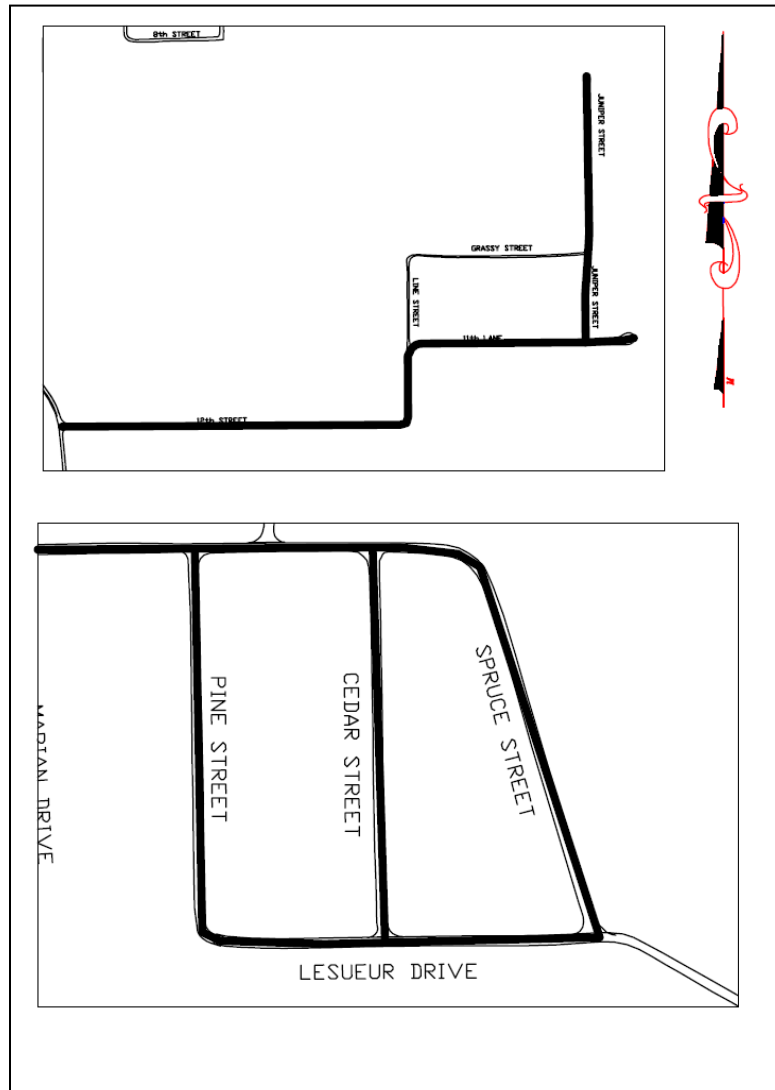 8th STREET
JUNIPER STREET
GRASSY STREET
LINE STREET
JUNIPER STREET
11th LANE
12th STREET
N
SPRUCE STREET
CEDAR STREET
PINE STREET
MARIAN DRIVE
LESUEUR DRIVE